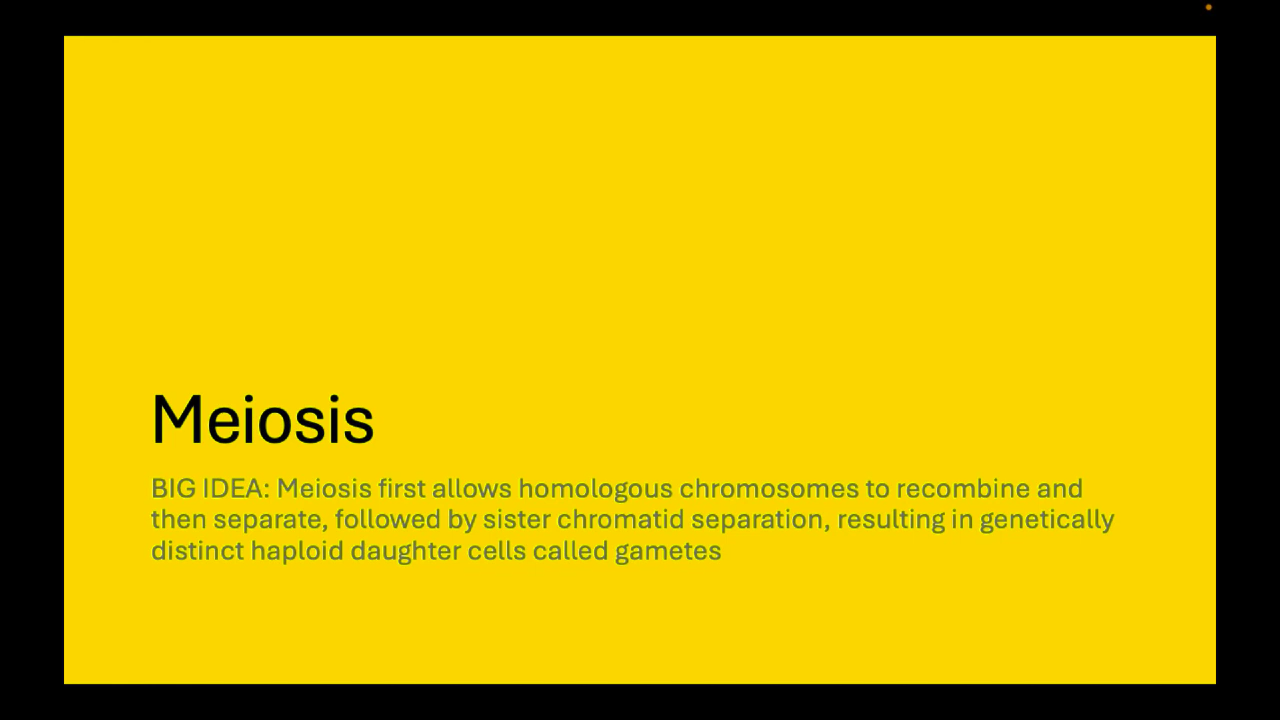 Meiosis
BIG IDEA: Meiosis first allows homologous chromosomes to recombine and
then separate, followed by sister chromatid separation, resulting in genetically
distinct haploid daughter cells called gametes